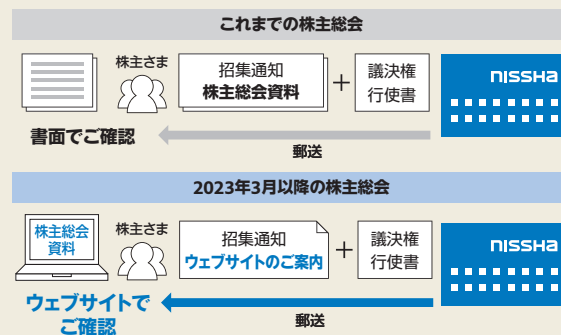 これまでの株主総会
株主さま
招集通知
株主総会資料
+
議決権
行使書
nissha
書面でご確認
郵送
2023年3月以降の株主総会
株主総会
資料
株主さま
招集通知
ウェブサイトのご案内
+
議決権
行使書
nissha
ウェブサイトで
ご確認
郵送